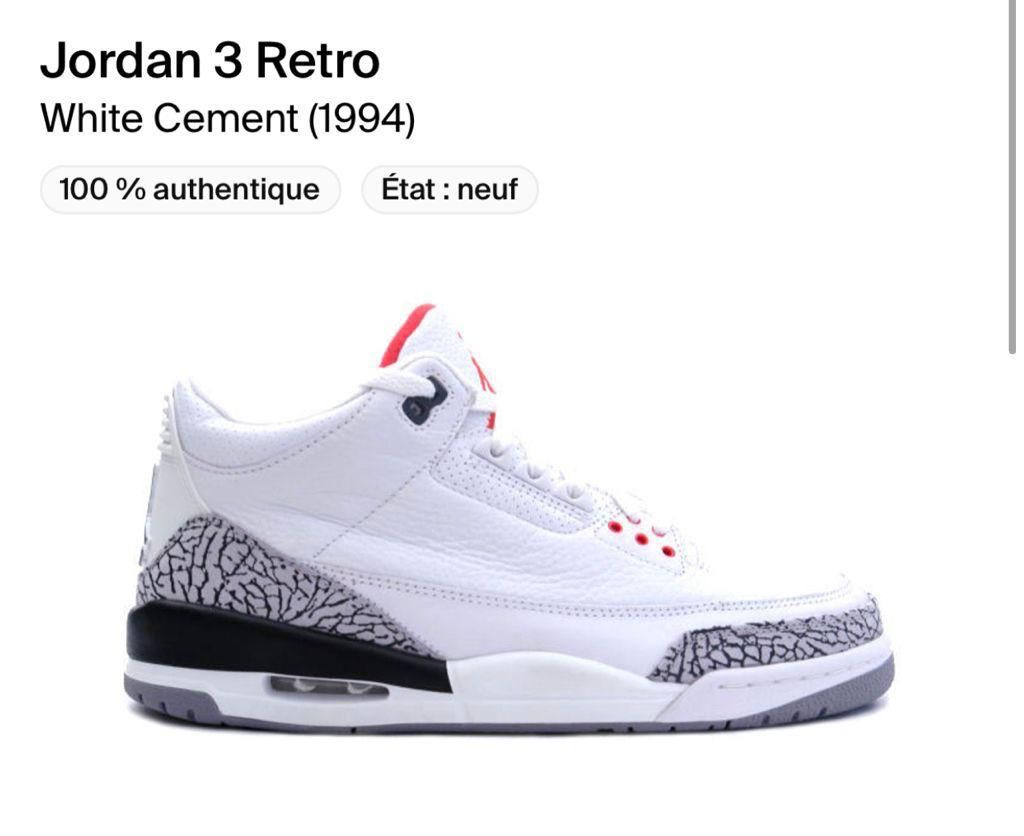 Jordan 3 Retro
White Cement (1994)
100 % authentique
État : neuf